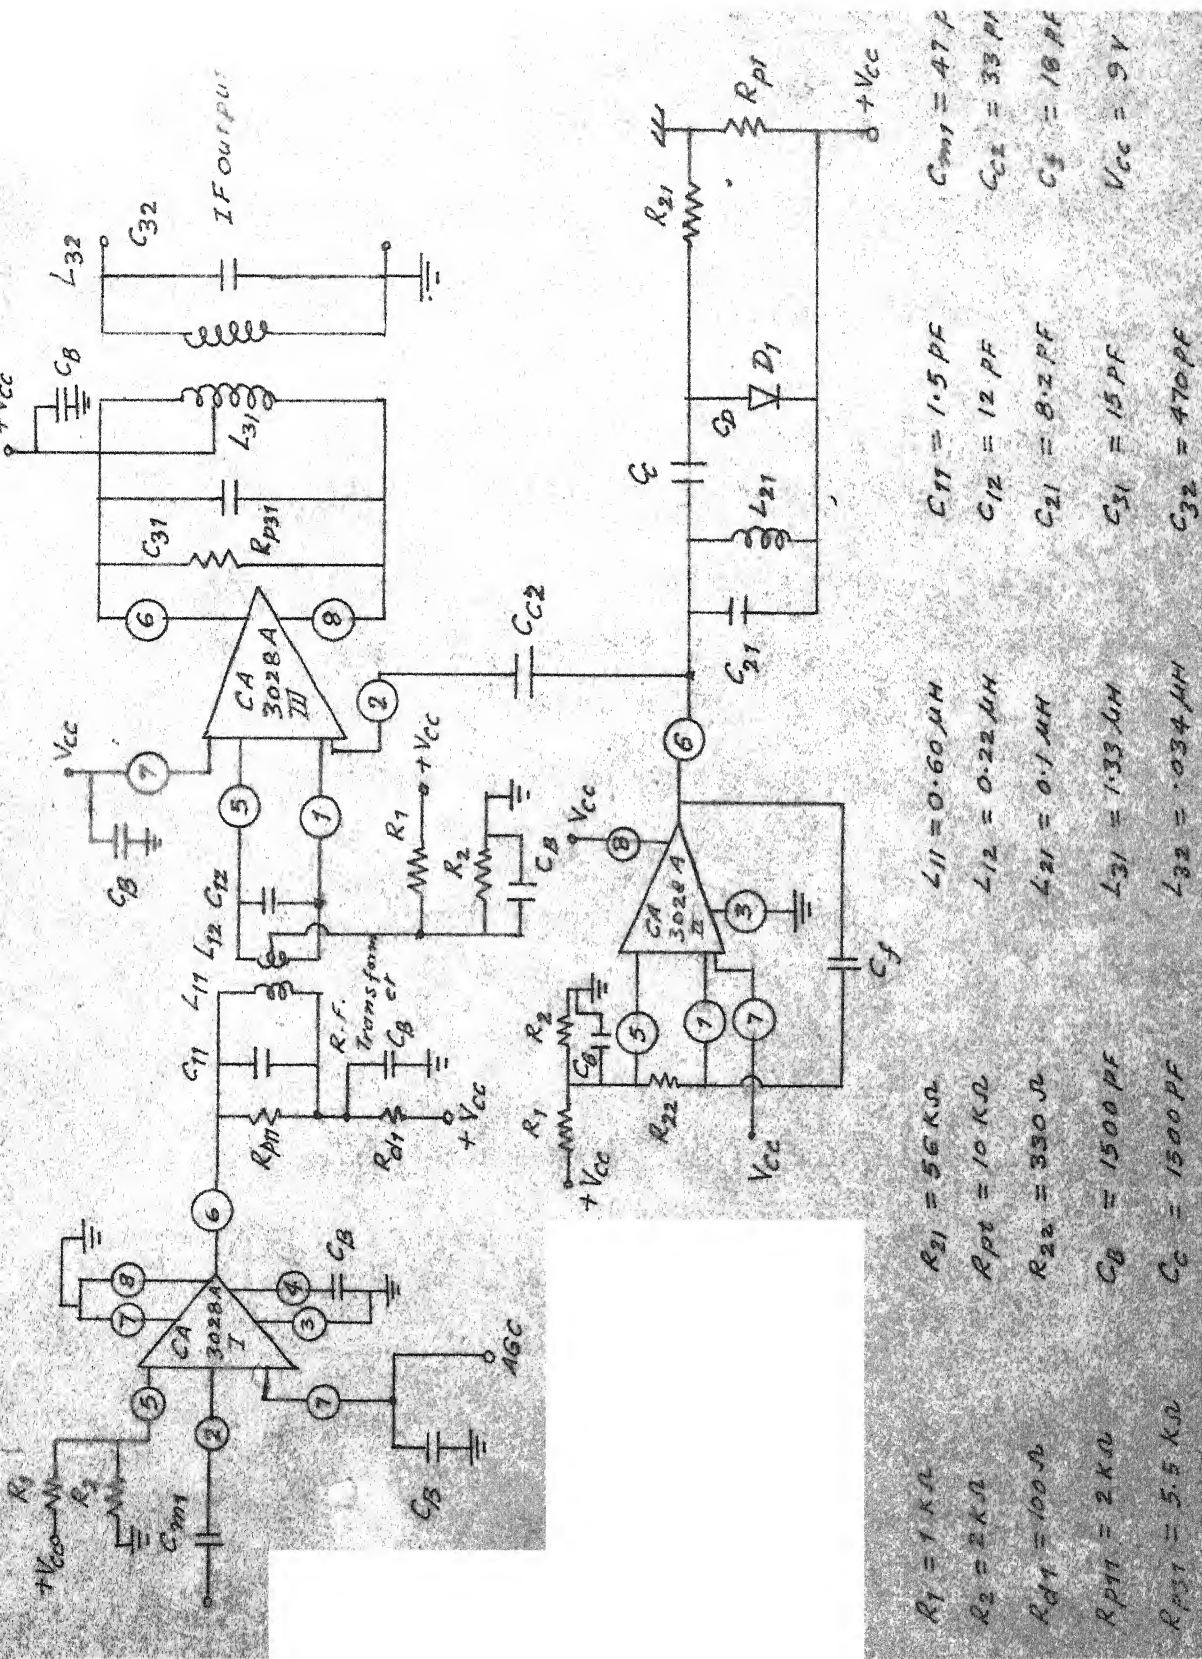 +Vcc
R1
R2
Cm1
5
2
7
8
CA
3028A
I
7
3
4
CB
CB
AGC
6
Rp11
C11
L11
L12
C12
Rd1
CB
+Vcc
R.F.
Transform
er
Vcc
CB
7
5
1
CA
3028A
III
6
8
2
R1
+Vcc
R2
CB
C31
Rp31
L31
+Vcc
CB
L32
C32
IF output
CC2
R1
+Vcc
R2
CB
R22
5
1
7
Vcc
CA
3028A
II
8
Vcc
3
6
Cf
C21
L21
Cc
CD
D1
R21
Rp1
+Vcc
R1 = 1 KΩ
R21 = 56 KΩ
L11 = 0.60 μH
C11 = 1.5 PF
Cm1 = 47 P
R2 = 2KΩ
Rpt = 10 KΩ
L12 = 0.22 μH
C12 = 12 PF
CC2 = 33 PF
Rd1 = 100 Ω
R22 = 330 Ω
L21 = 0.1 μH
C21 = 8.2 PF
Cf = 18 PF
Rp11 = 2 KΩ
CB = 1500 PF
L31 = 1.33 μH
C31 = 15 PF
Vcc = 9V
Rp31 = 5.5 KΩ
Cc = 1500 PF
L32 = .034 μH
C32 = 470 PF